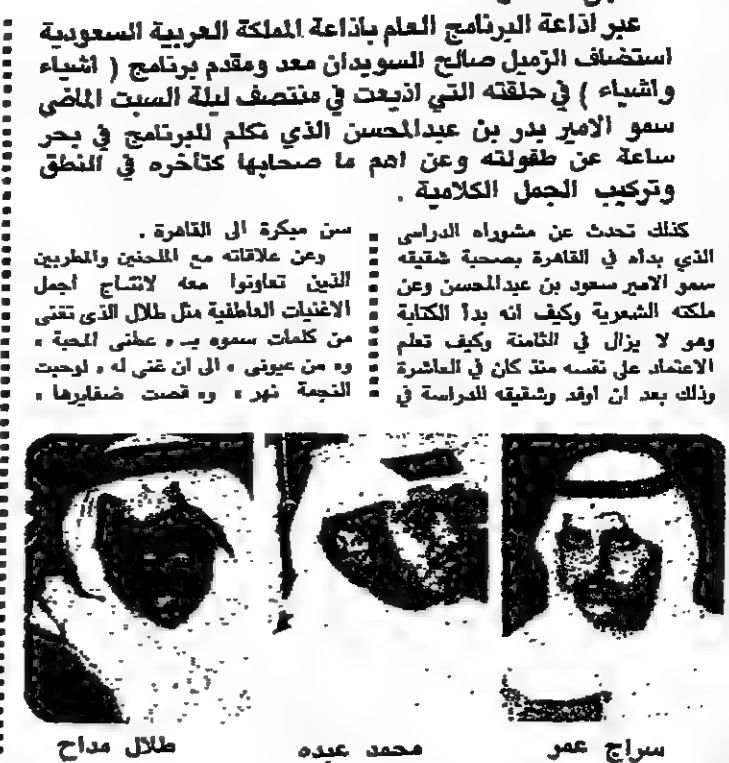 عبر اذاعة البرنامج العام باذاعة المملكة العربية السعودية
استضاف الزميل صالح السويدان معد ومقدم برنامج ( اشياء
واشياء ) في حلقته التي اذيعت في منتصف ليلة السبت الماضي
سمو الامير بدر بن عبدالمحسن الذي تكلم للبرنامج في بحر
ساعة عن طفولته وعن اهم ما صحابها كتأخره في النطق
وتركيب الجمل الكلامية .
كذلك تحدث عن مشوراه الدراسي
الذي بدأه في القاهرة بصحبة شقيقه
سمو الامير سعود بن عبدالمحسن وعن
ملكته الشعرية وكيف انه بدأ الكتابة
وهو لا يزال في الثامنة وكيف تعلم
الاعتماد على نفسه منذ كان في العاشرة
وذلك بعد ان اوفد وشقيقه للدراسة في
سن مبكرة الى القاهرة .
وعن علاقاته مع الملحنين والمطربين
الذين تعاونوا معه لانتاج أجمل
الاغنيات العاطفية مثل طلال الذي تغنى
من كلمات سموه بـ « عطني المحبة »
و« من عيوني » الى ان غنى له « لوحبت
النجمة نهر » و« قصت ضفايرها »
سراج عمر
محمد عبده
طلال مداح